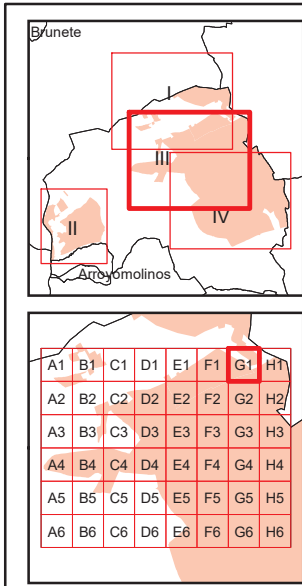 Brunete
I
III
II
IV
Arroyomolinos
A1 B1 C1 D1 E1 F1 G1 H1
A2 B2 C2 D2 E2 F2 G2 H2
A3 B3 C3 D3 E3 F3 G3 H3
A4 B4 C4 D4 E4 F4 G4 H4
A5 B5 C5 D5 E5 F5 G5 H5
A6 B6 C6 D6 E6 F6 G6 H6